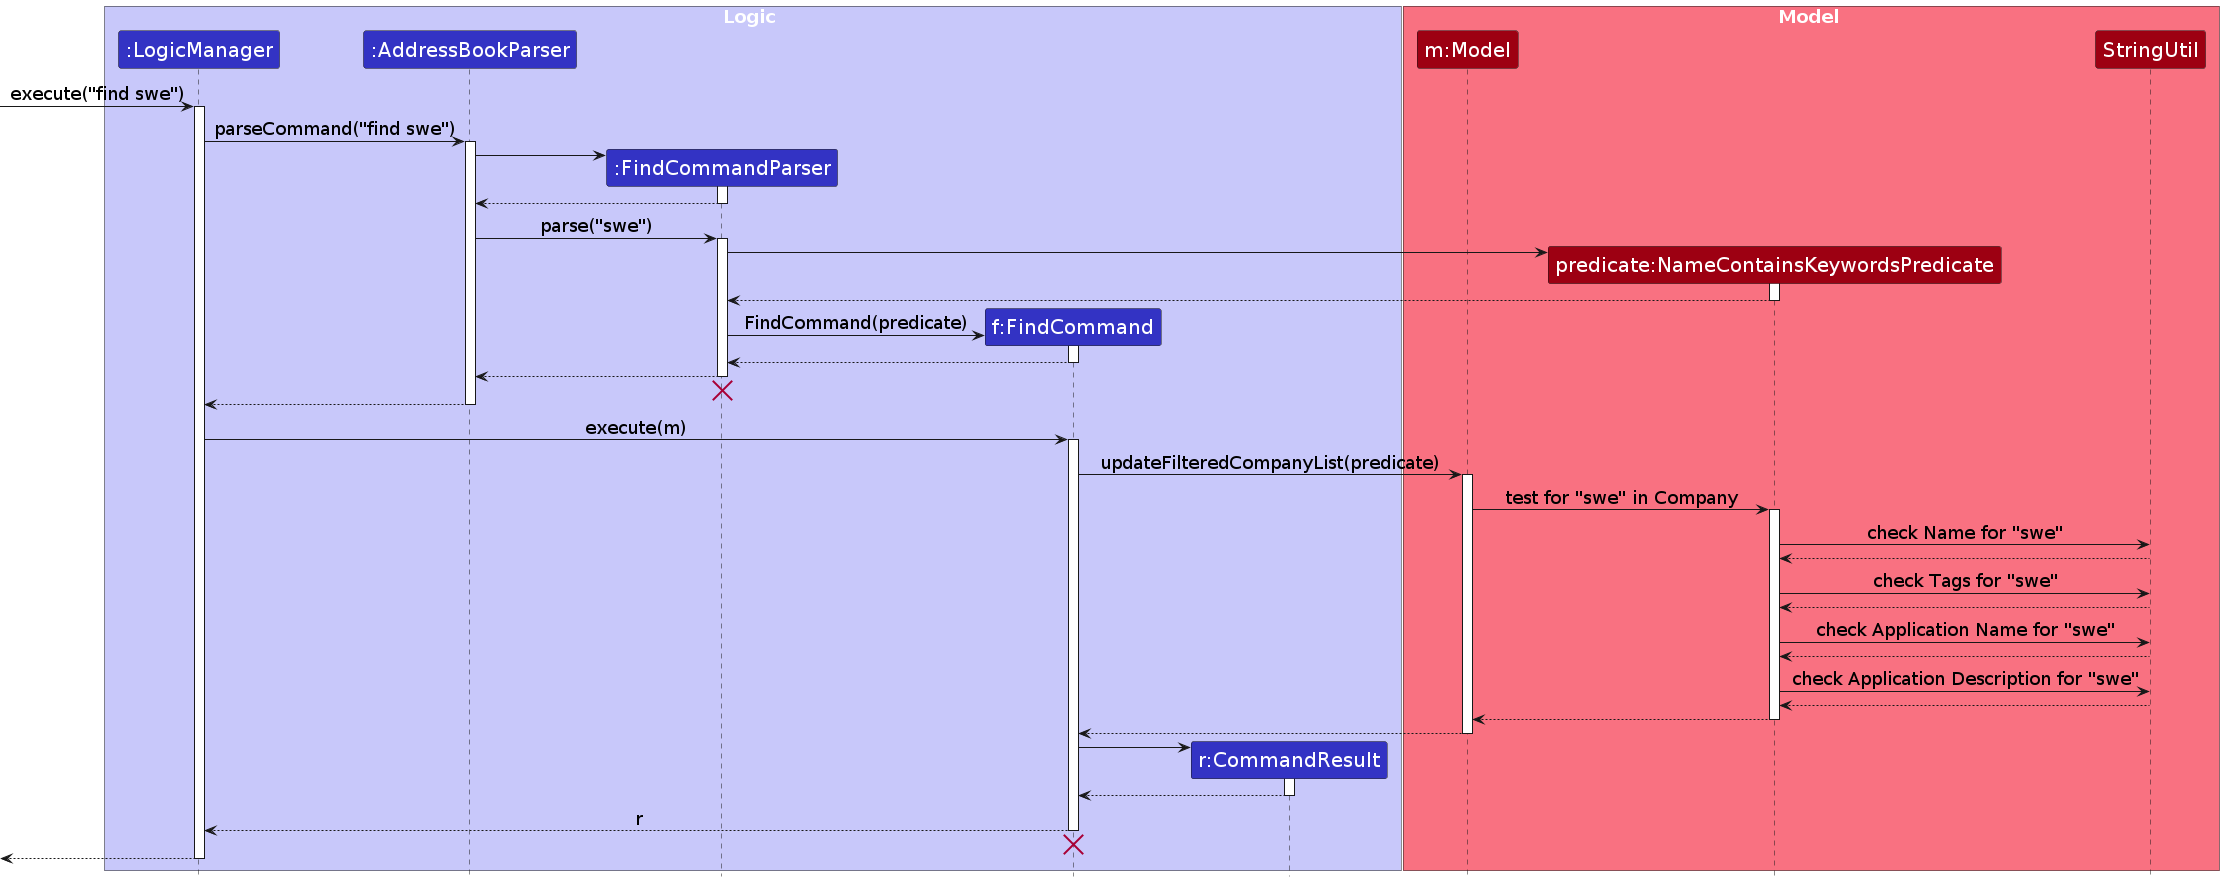 Logic
Model
:LogicManager
:AddressBookParser
m:Model
StringUtil
execute("find swe")
parseCommand("find swe")
:FindCommandParser
parse("swe")
predicate:NameContainsKeywordsPredicate
FindCommand(predicate)
f:FindCommand
execute(m)
updateFilteredCompanyList(predicate)
test for "swe" in Company
check Name for "swe"
check Tags for "swe"
check Application Name for "swe"
check Application Description for "swe"
r:CommandResult
r